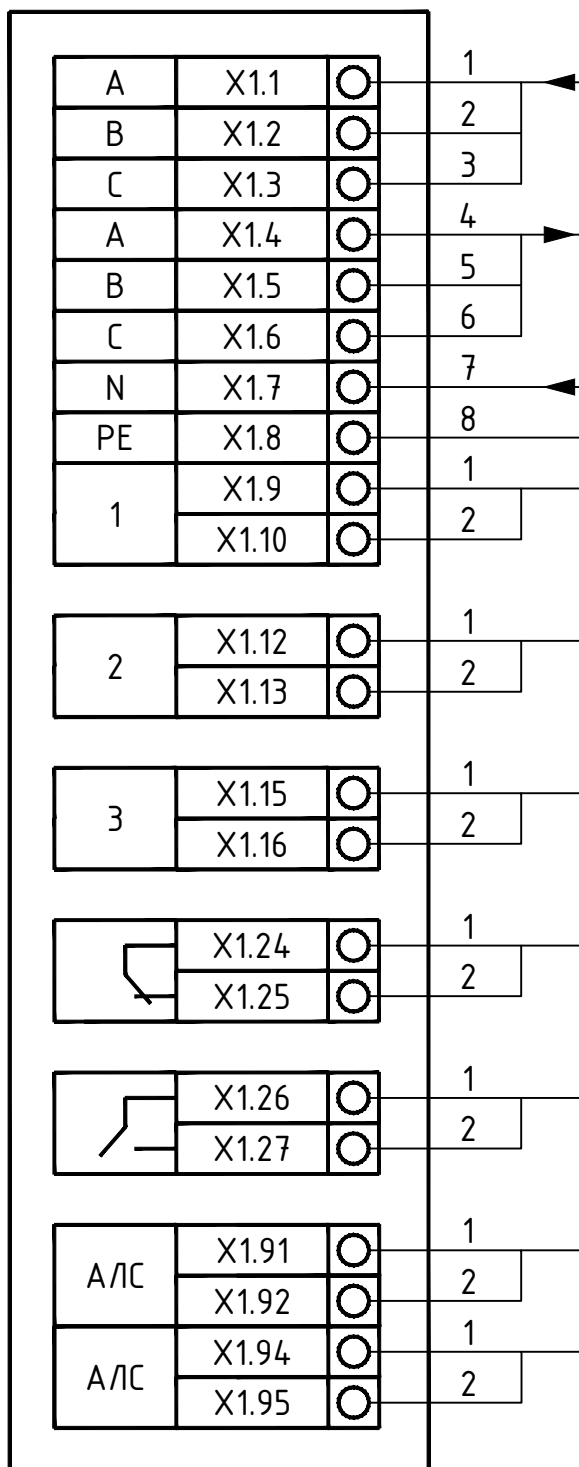 А X1.1 1
В X1.2 2
С X1.3 3
А X1.4 4
В X1.5 5
С X1.6 6
N X1.7 7
PE X1.8 8
1 X1.9 1
X1.10 2
2 X1.12 1
X1.13 2
3 X1.15 1
X1.16 2
X1.24 1
X1.25 2
X1.26 1
X1.27 2
АЛС X1.91 1
X1.92 2
АЛС X1.94 1
X1.95 2